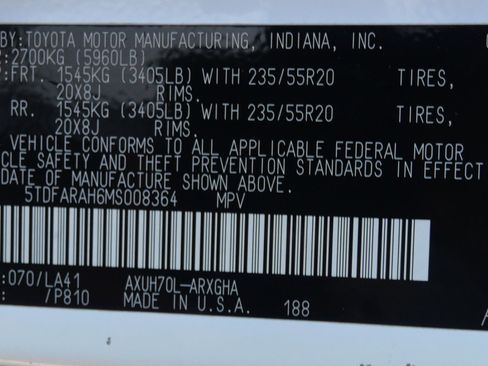 BY: TOYOTA MOTOR MANUFACTURING, INDIANA, INC.
2700KG (5960LB)
FRT. 1545KG (3405LB) WITH 235/55R20 TIRES,
20X8J RIMS.
RR. 1545KG (3405LB) WITH 235/55R20 TIRES,
20X8J RIMS.
VEHICLE CONFORMS TO ALL APPLICABLE FEDERAL MOTOR
CLE SAFETY AND THEFT PREVENTION STANDARDS IN EFFECT
DATE OF MANUFACTURE SHOWN ABOVE.
5TDFARAH6MS008364 MPV
:070/LA41 AXUH70L-ARXGHA
/P810 MADE IN U.S.A. 188